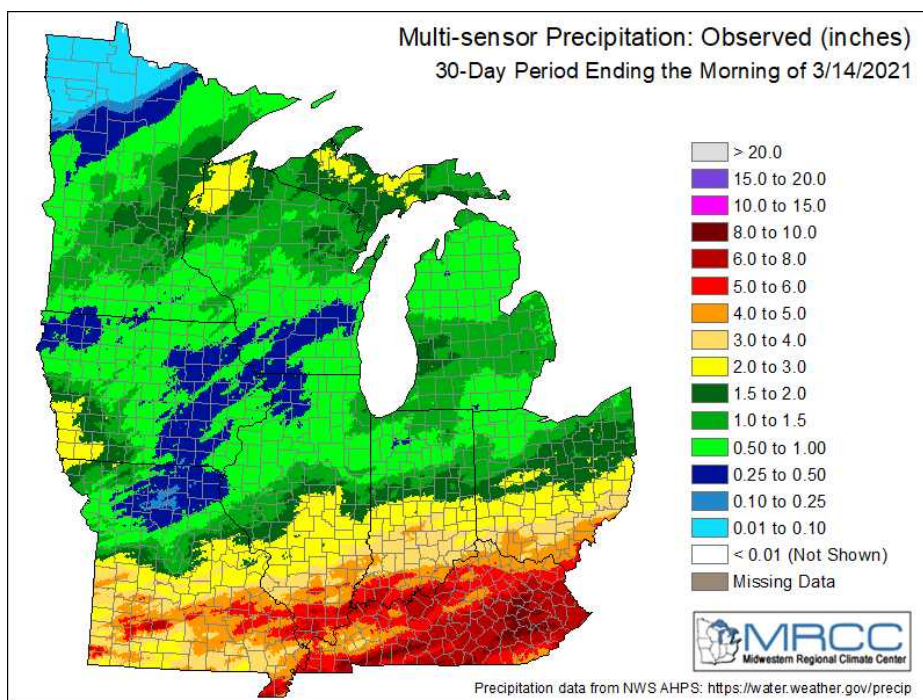 Multi-sensor Precipitation: Observed (inches)
30-Day Period Ending the Morning of 3/14/2021
> 20.0
15.0 to 20.0
10.0 to 15.0
8.0 to 10.0
6.0 to 8.0
5.0 to 6.0
4.0 to 5.0
3.0 to 4.0
2.0 to 3.0
1.5 to 2.0
1.0 to 1.5
0.50 to 1.00
0.25 to 0.50
0.10 to 0.25
0.01 to 0.10
< 0.01 (Not Shown)
Missing Data
MRCC
Midwestern Regional Climate Center
Precipitation data from NWS AHPS: https://water.weather.gov/precip